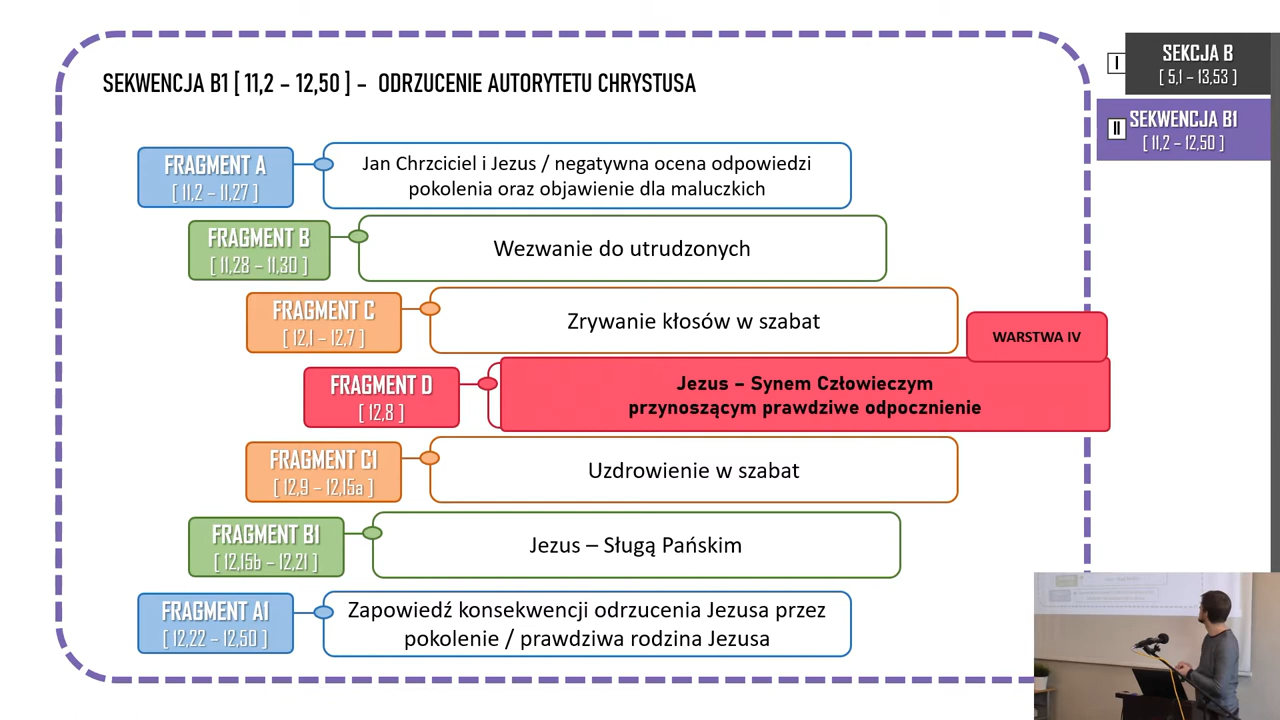 SEKWENCJA B1 [ 11,2 – 12,50 ] – ODRZUCENIE AUTORYTETU CHRYSTUSA
I
SEKCJA B
[ 5,1 – 13,53 ]
II
SEKWENCJA B1
[ 11,2 – 12,50 ]
FRAGMENT A
[ 11,2 – 11,27 ]
Jan Chrzciciel i Jezus / negatywna ocena odpowiedzi
pokolenia oraz objawienie dla maluczkich
FRAGMENT B
[ 11,28 – 11,30 ]
Wezwanie do utrudzonych
FRAGMENT C
[ 12,1 – 12,7 ]
Zrywanie kłosów w szabat
WARSTWA IV
FRAGMENT D
[ 12,8 ]
Jezus – Synem Człowieczym
przynoszącym prawdziwe odpocznienie
FRAGMENT C1
[ 12,9 – 12,15a ]
Uzdrowienie w szabat
FRAGMENT B1
[ 12,15b – 12,21 ]
Jezus – Sługą Pańskim
FRAGMENT A1
[ 12,22 – 12,50 ]
Zapowiedź konsekwencji odrzucenia Jezusa przez
pokolenie / prawdziwa rodzina Jezusa